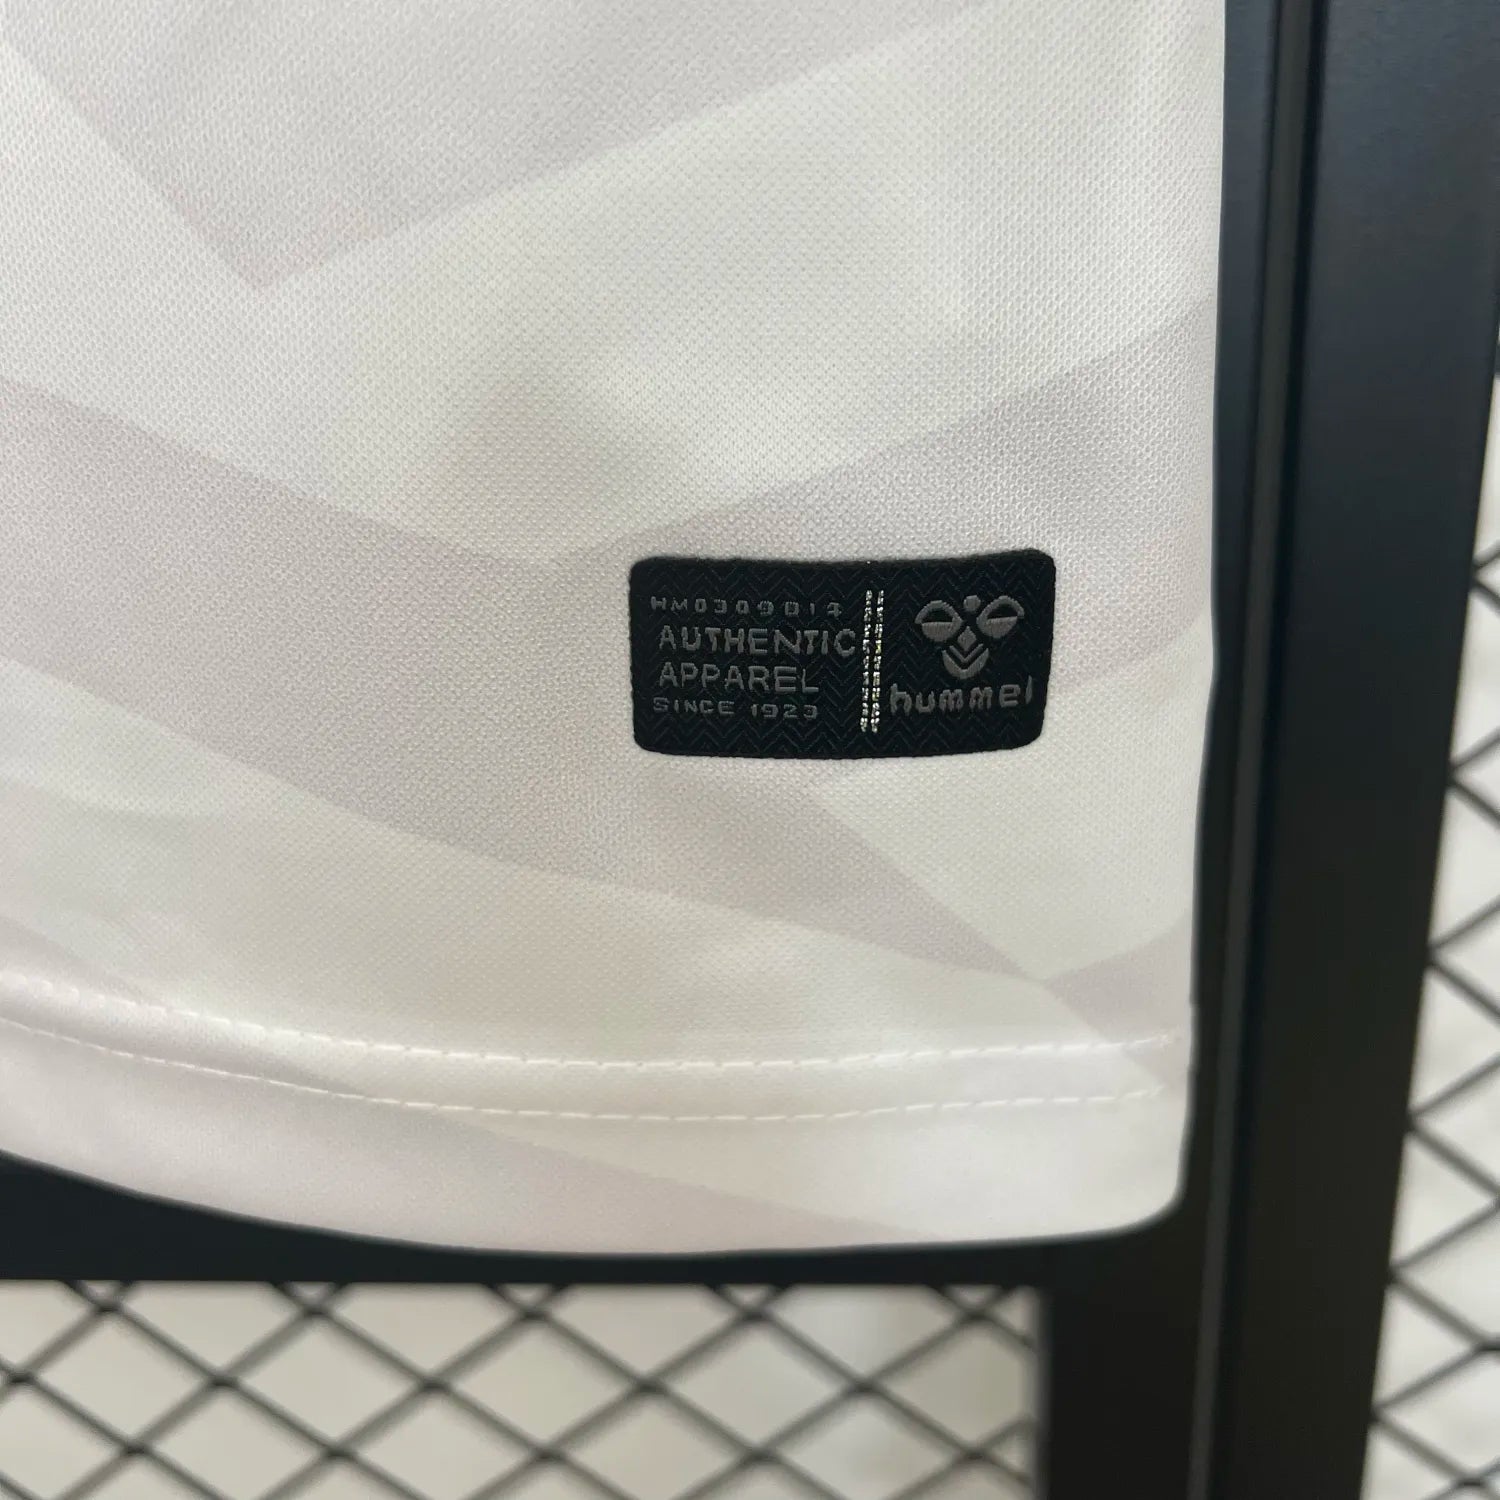 HM0309014
AUTHENTIC
APPAREL
SINCE 1923
hummel